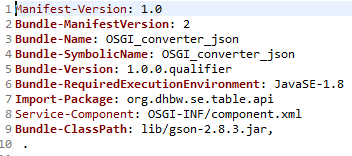 1 Manifest-Version: 1.0
2 Bundle-ManifestVersion: 2
3 Bundle-Name: OSGI_converter_json
4 Bundle-SymbolicName: OSGI_converter_json
5 Bundle-Version: 1.0.0.qualifier
6 Bundle-RequiredExecutionEnvironment: JavaSE-1.8
7 Import-Package: org.dhbw.se.table.api
8 Service-Component: OSGI-INF/component.xml
9 Bundle-ClassPath: lib/gson-2.8.3.jar,
10 .